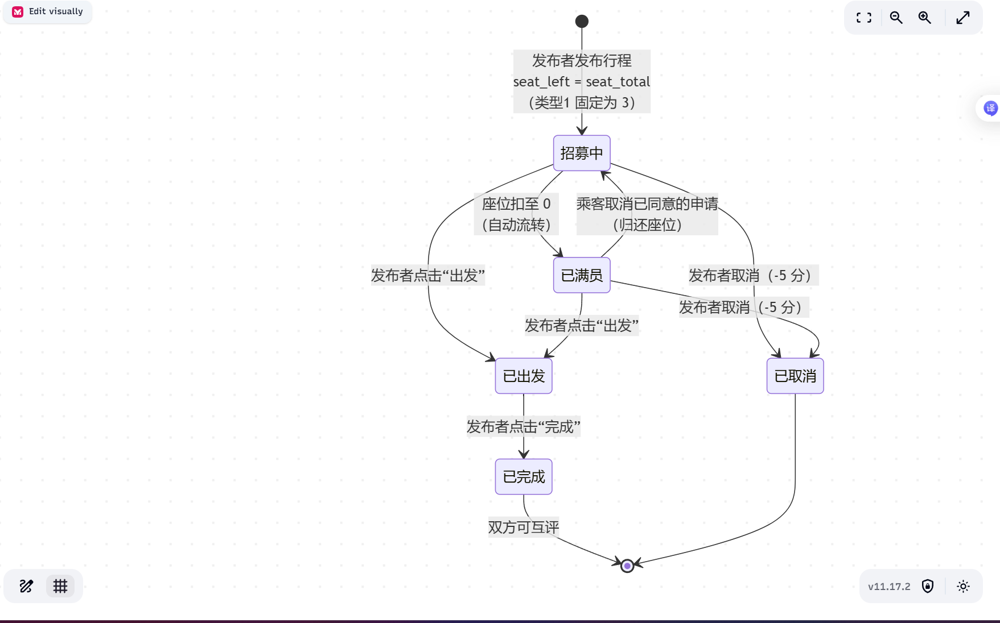 Edit visually
发布者发布行程
seat_left = seat_total
（类型1 固定为 3）
译
招募中
座位扣至 0
（自动流转）
乘客取消已同意的申请
（归还座位）
发布者点击“出发”
已满员
发布者取消（-5 分）
发布者取消（-5 分）
发布者点击“出发”
已出发
已取消
发布者点击“完成”
已完成
双方可互评
v11.17.2